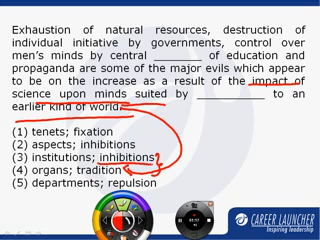 Exhaustion of natural resources, destruction of
individual initiative by governments, control over
men's minds by central ________ of education and
propaganda are some of the major evils which appear
to be on the increase as a result of the impact of
science upon minds suited by __________ to an
earlier kind of world.
(1) tenets; fixation
(2) aspects; inhibitions
(3) institutions; inhibitions
(4) organs; tradition
(5) departments; repulsion
CAREER LAUNCHER
Inspiring leadership